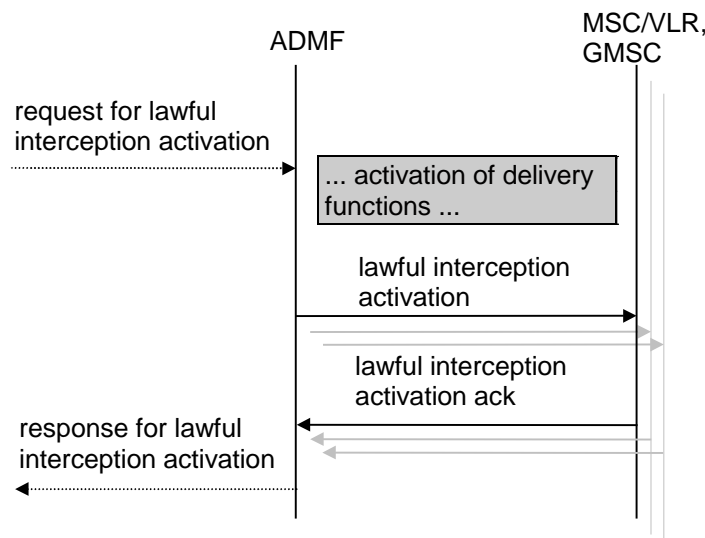 ADMF
MSC/VLR,
GMSC
request for lawful
interception activation
... activation of delivery
functions ...
lawful interception
activation
lawful interception
activation ack
response for lawful
interception activation